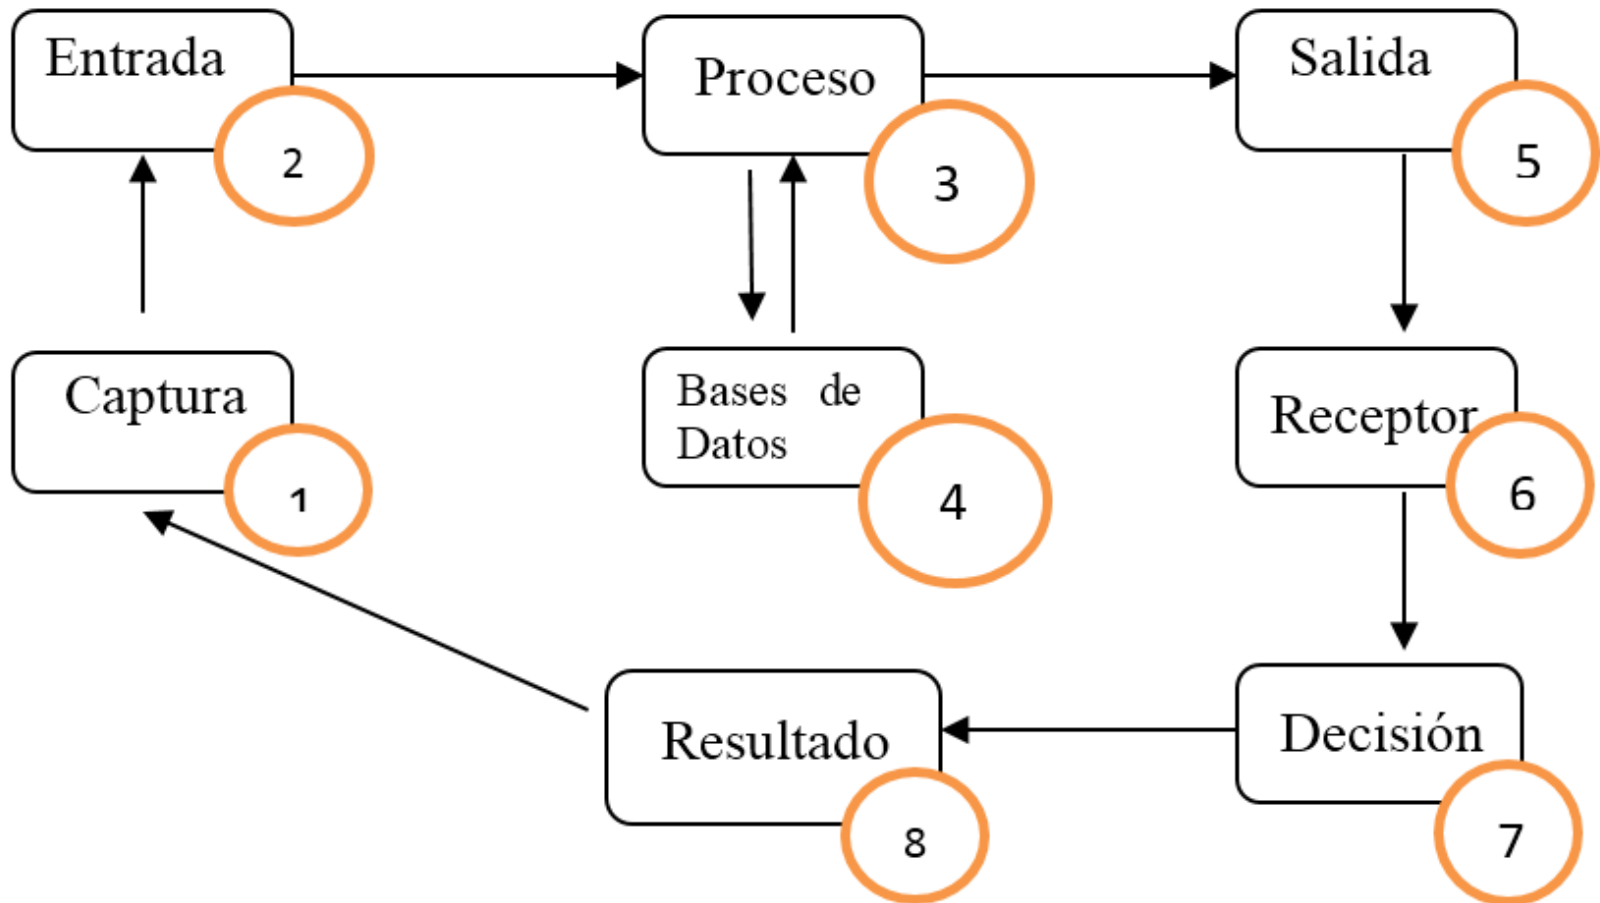 Entrada
2
Proceso
3
Salida
5
Captura
1
Bases de
Datos
4
Receptor
6
Resultado
8
Decisión
7